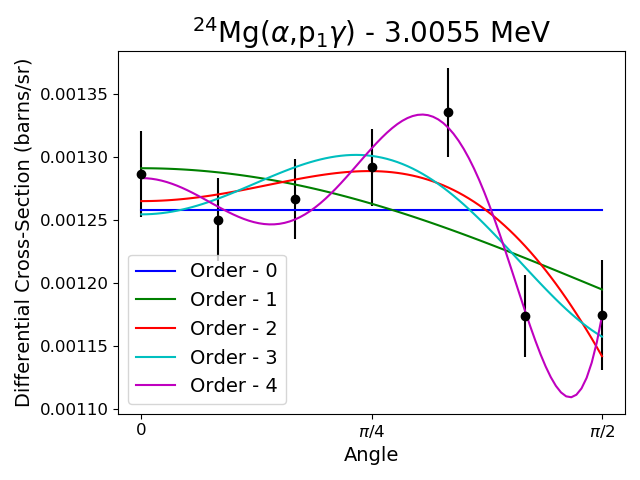 ²⁴Mg(α,p₁γ) - 3.0055 MeV
Differential Cross-Section (barns/sr)
0.00135
0.00130
0.00125
0.00120
0.00115
0.00110
Order - 0
Order - 1
Order - 2
Order - 3
Order - 4
0 π/4 π/2
Angle